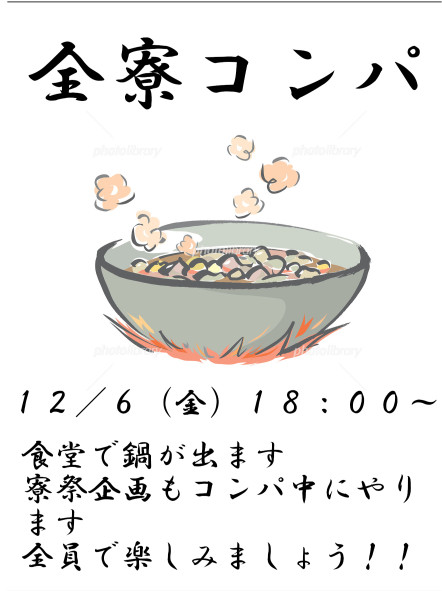 全寮コンパ
photolibrary
photolibrary
photolibrary
photolibrary
photolibrary
１２／６（金）１８：００～
食堂で鍋が出ます
寮祭企画もコンパ中にやり
ます
全員で楽しみましょう！！